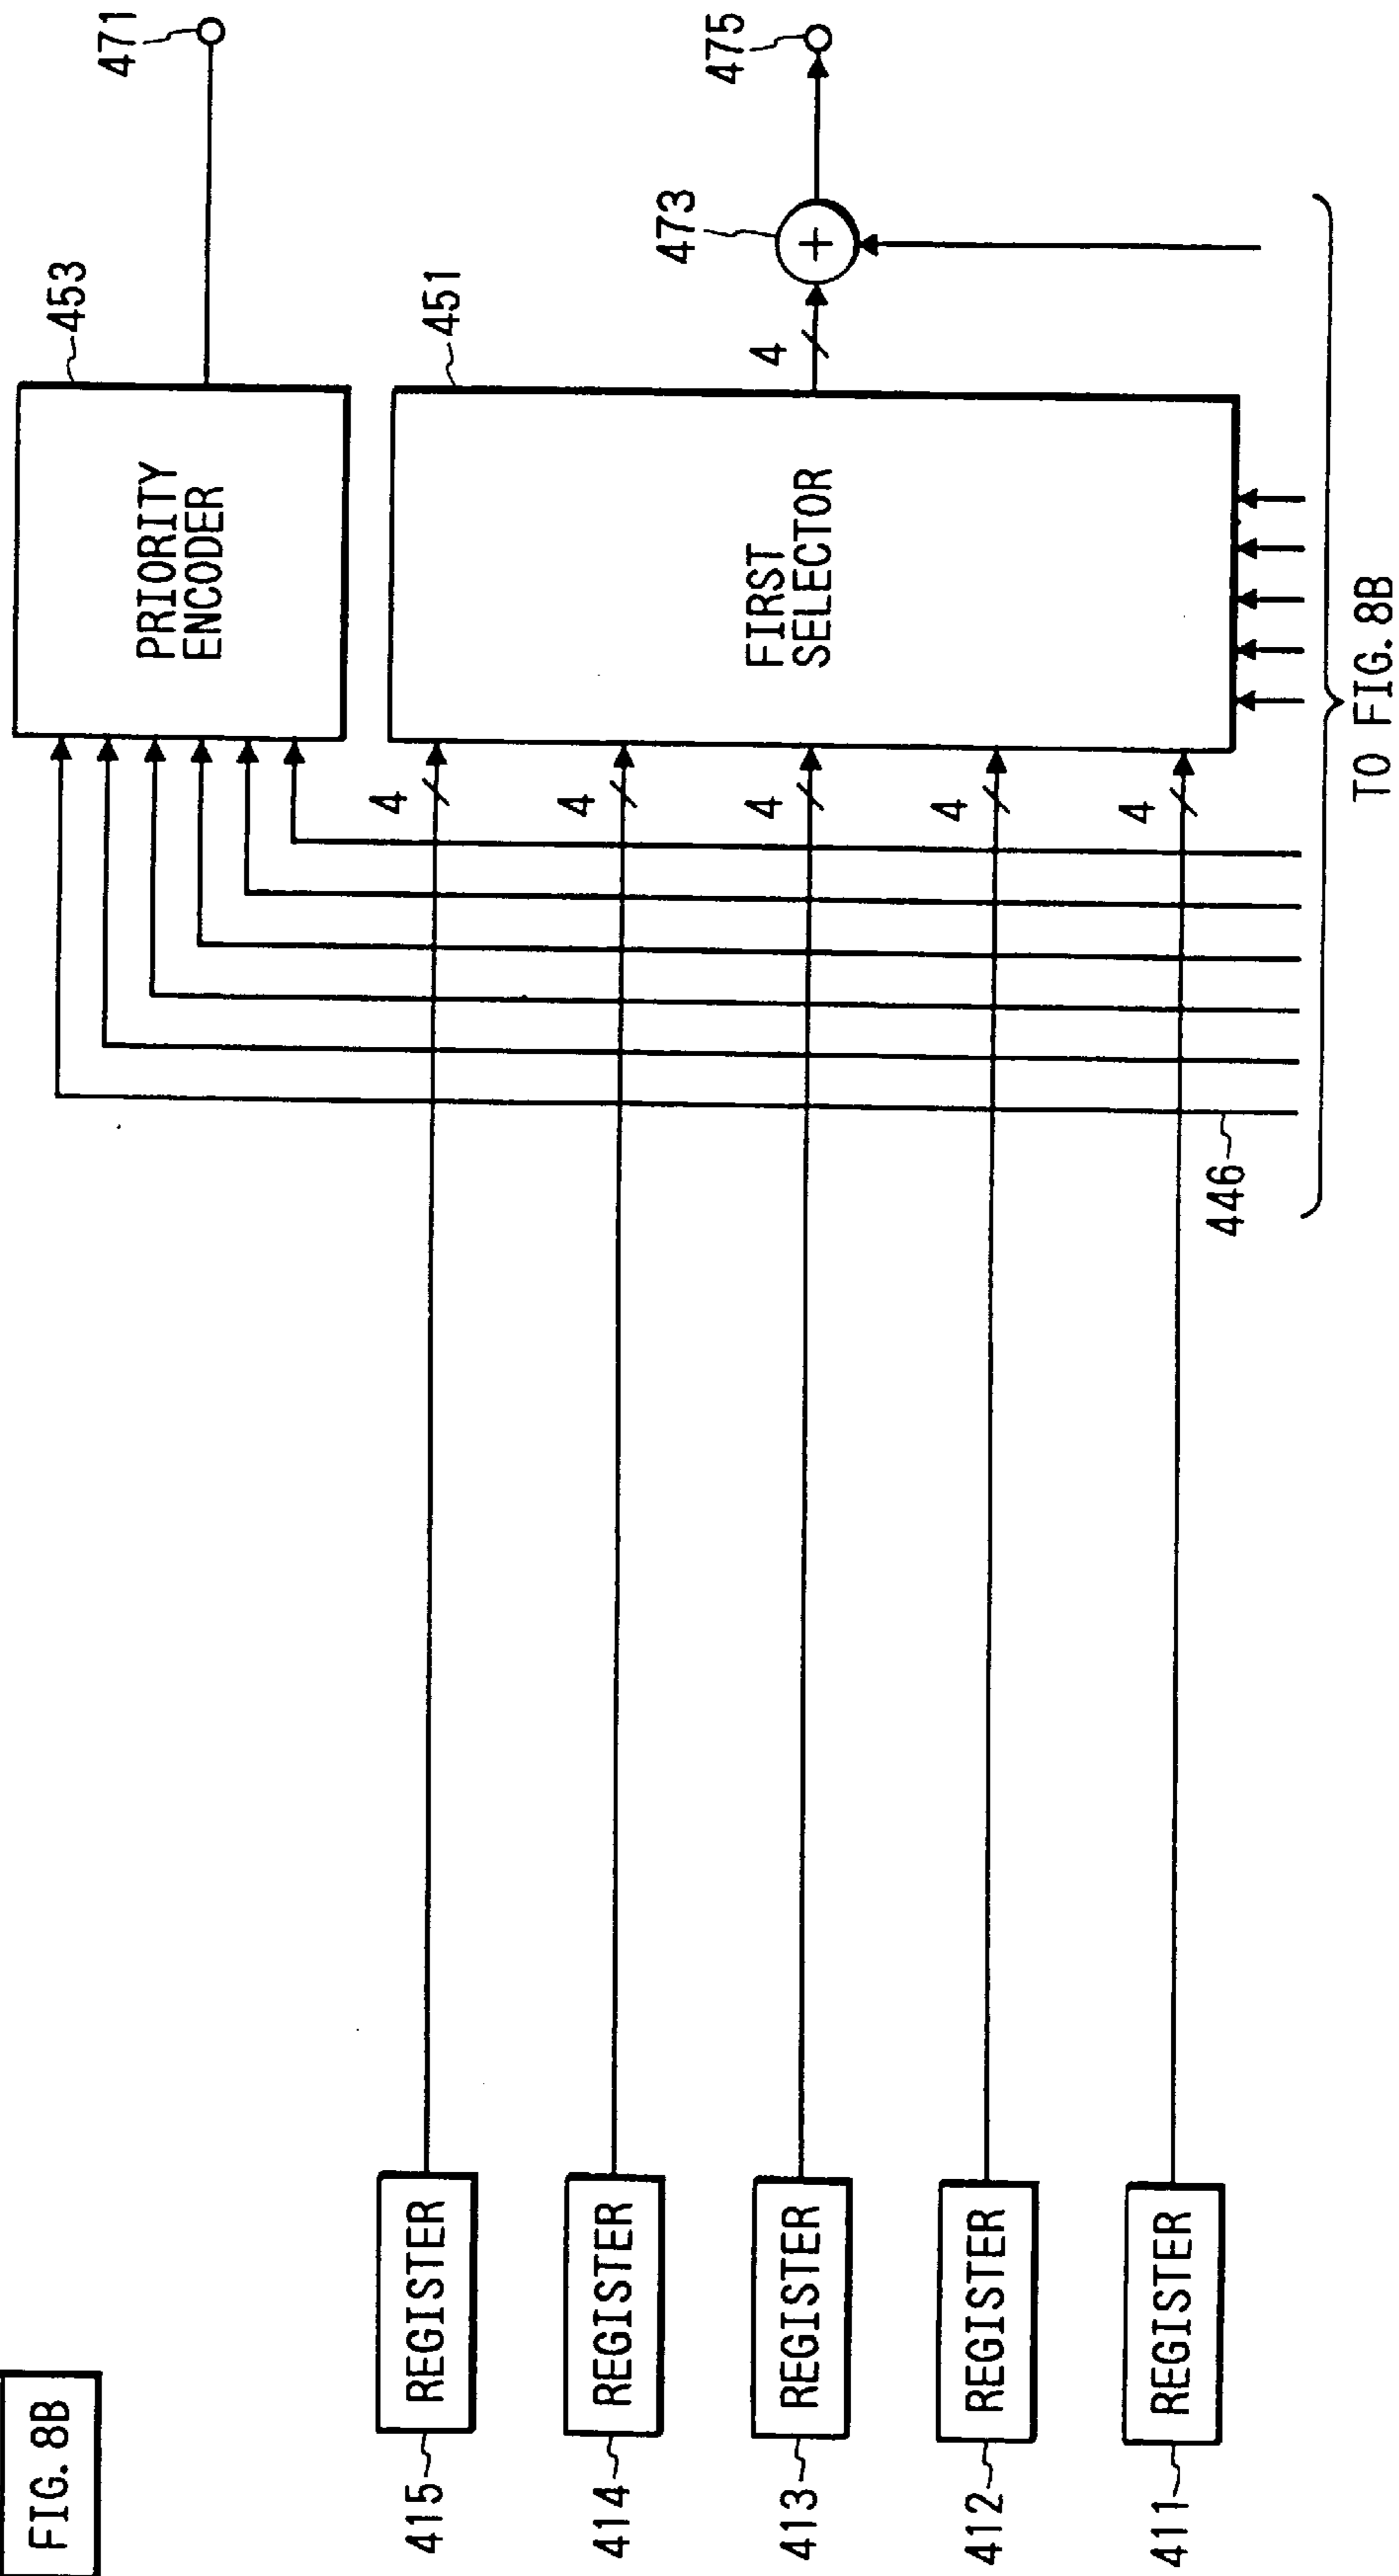 FIG. 8B
471
453
PRIORITY
ENCODER
475
473
451
4
FIRST
SELECTOR
4
4
4
4
4
415
REGISTER
414
REGISTER
413
REGISTER
412
REGISTER
411
REGISTER
446
TO FIG. 8B